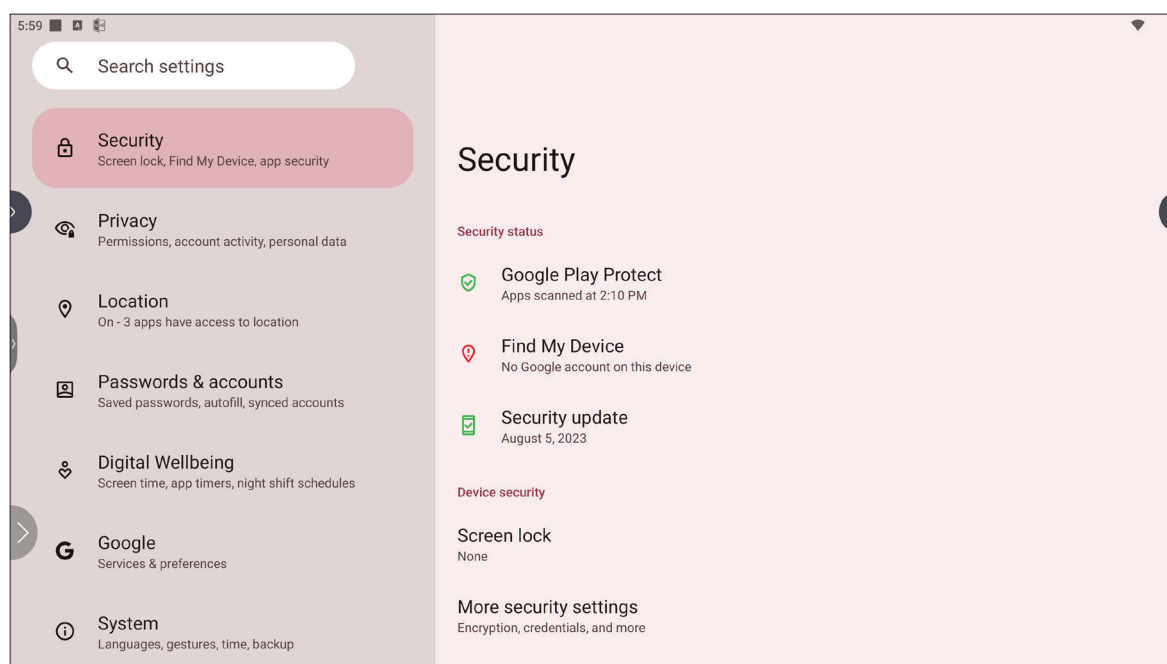 5:59
Search settings
Security
Screen lock, Find My Device, app security
Privacy
Permissions, account activity, personal data
Location
On - 3 apps have access to location
Passwords & accounts
Saved passwords, autofill, synced accounts
Digital Wellbeing
Screen time, app timers, night shift schedules
Google
Services & preferences
System
Languages, gestures, time, backup
Security
Security status
Google Play Protect
Apps scanned at 2:10 PM
Find My Device
No Google account on this device
Security update
August 5, 2023
Device security
Screen lock
None
More security settings
Encryption, credentials, and more